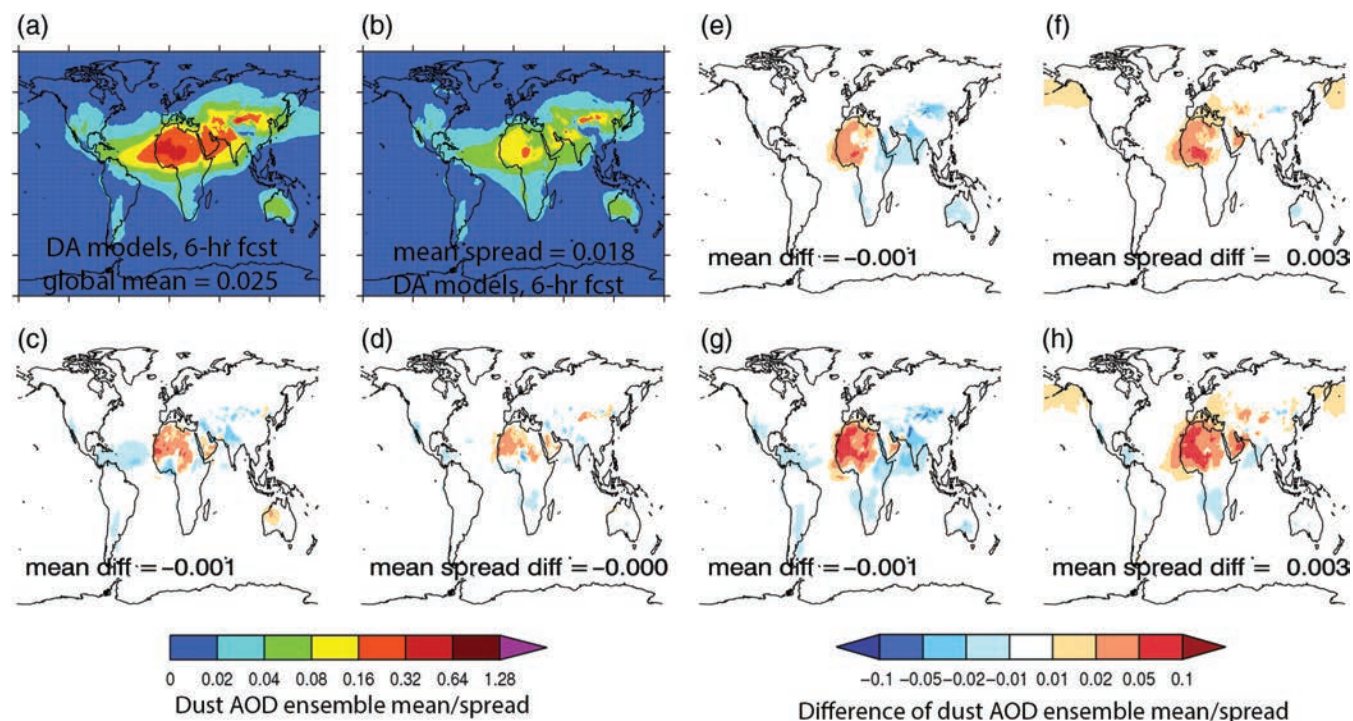 (a)
(b)
(e)
(f)
DA models, 6-hr fcst
global mean = 0.025
mean spread = 0.018
DA models, 6-hr fcst
mean diff = −0.001
mean spread diff = 0.003
(c)
(d)
(g)
(h)
mean diff = −0.001
mean spread diff = −0.000
mean diff = −0.001
mean spread diff = 0.003
0 0.02 0.04 0.08 0.16 0.32 0.64 1.28
Dust AOD ensemble mean/spread
−0.1 −0.05 −0.02 −0.01 0.01 0.02 0.05 0.1
Difference of dust AOD ensemble mean/spread